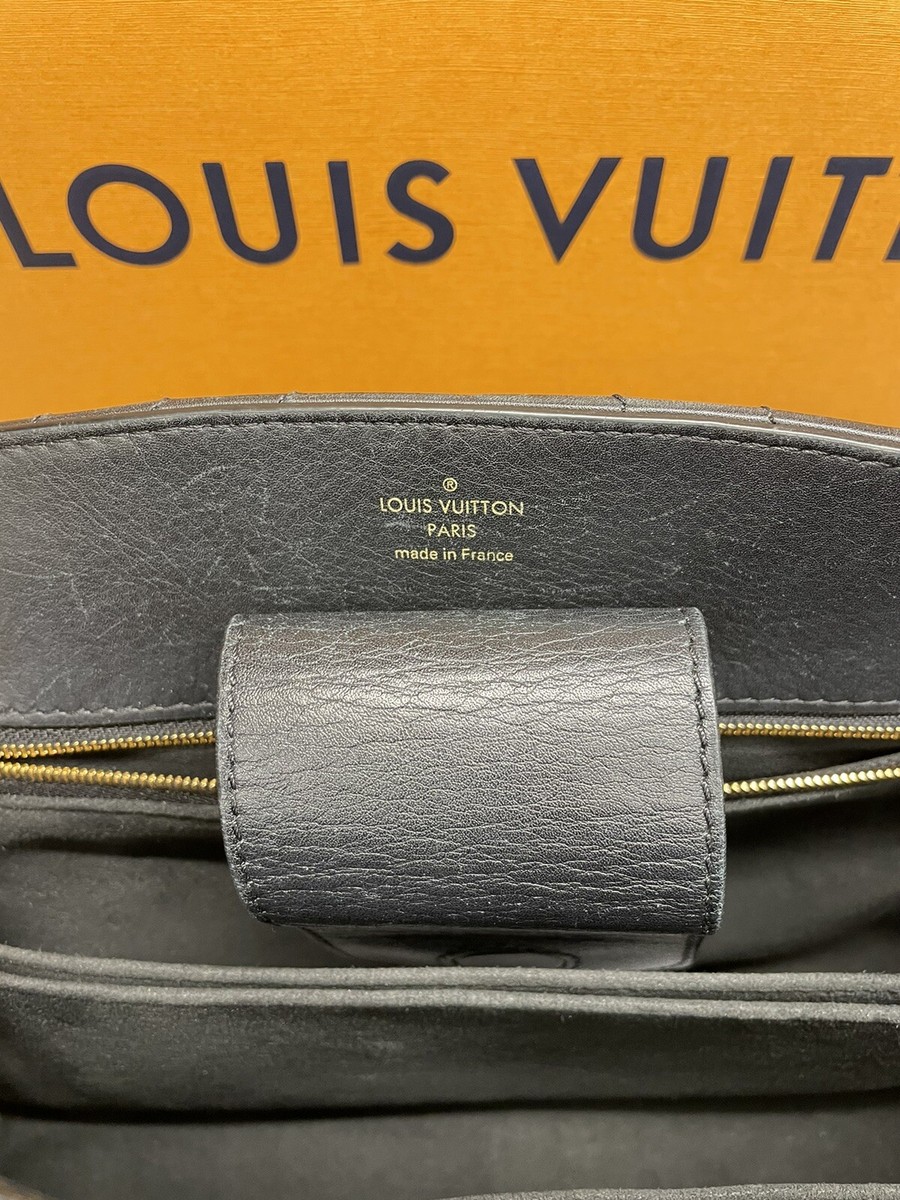 LOUIS VUIT
®
LOUIS VUITTON
PARIS
made in France